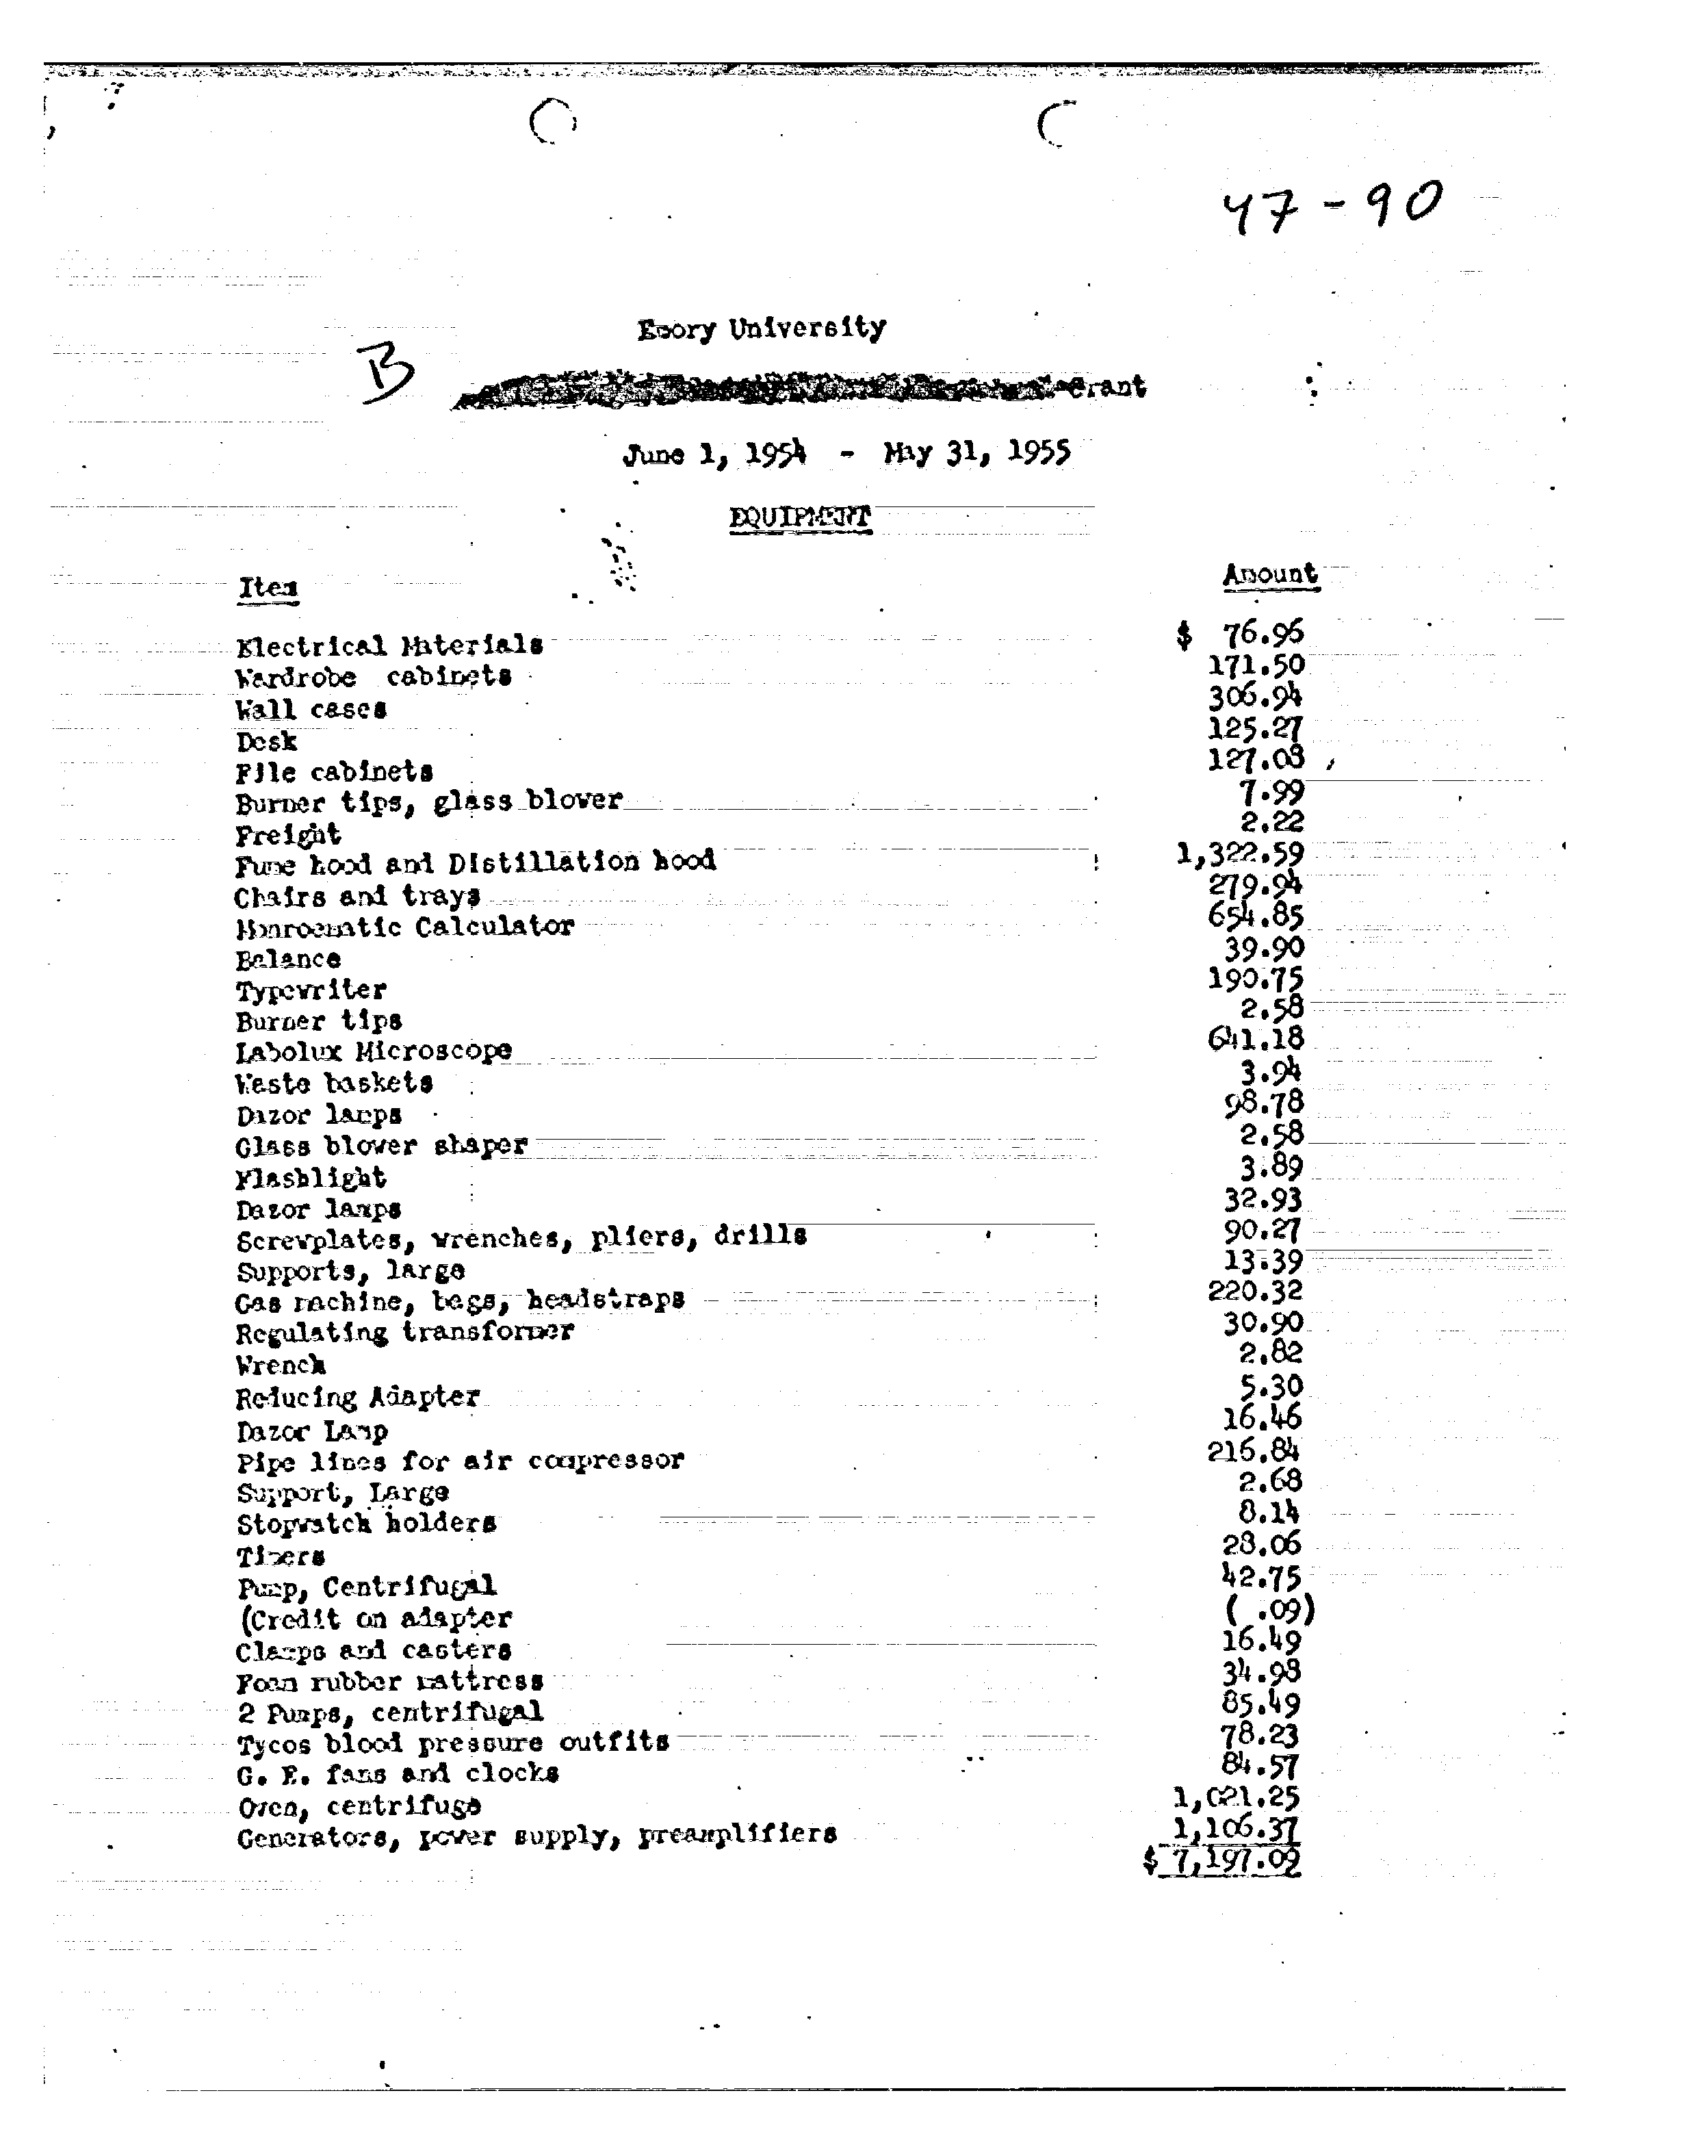 47-90
Emory University
B
Grant
June 1, 1954 - May 31, 1955
EQUIPMENT
Item Amount
Electrical Materials $ 76.96
Wardrobe cabinets 171.50
Wall cases 306.94
Desk 125.27
File cabinets 127.08
Burner tips, glass blower 7.99
Freight 2.22
Fume hood and Distillation hood 1,322.59
Chairs and trays 279.94
Monroematic Calculator 654.85
Balance 39.90
Typewriter 190.75
Burner tips 2.58
Labolux Microscope 641.18
Waste baskets 3.94
Dazor lamps 98.78
Glass blower shaper 2.58
Flashlight 3.89
Dazor lamps 32.93
Screwplates, wrenches, pliers, drills 90.27
Supports, large 13.39
Gas machine, bags, headstraps 220.32
Regulating transformer 30.90
Wrench 2.82
Reducing Adapter 5.30
Dazor Lamp 16.46
Pipe lines for air compressor 216.84
Support, Large 2.68
Stopwatch holders 8.14
Timers 28.06
Pump, Centrifugal 42.75
(Credit on adapter ( .09)
Clamps and casters 16.49
Foam rubber mattress 34.98
2 Pumps, centrifugal 85.49
Tycos blood pressure outfits 78.23
G. E. fans and clocks 84.57
Oven, centrifuge 1,021.25
Generators, power supply, preamplifiers 1,106.37
$ 7,197.09